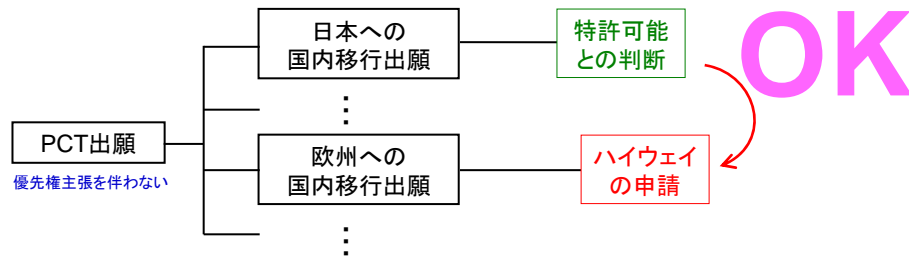 日本への
国内移行出願
特許可能
との判断
OK
⋮
PCT出願
優先権主張を伴わない
欧州への
国内移行出願
ハイウェイ
の申請
⋮